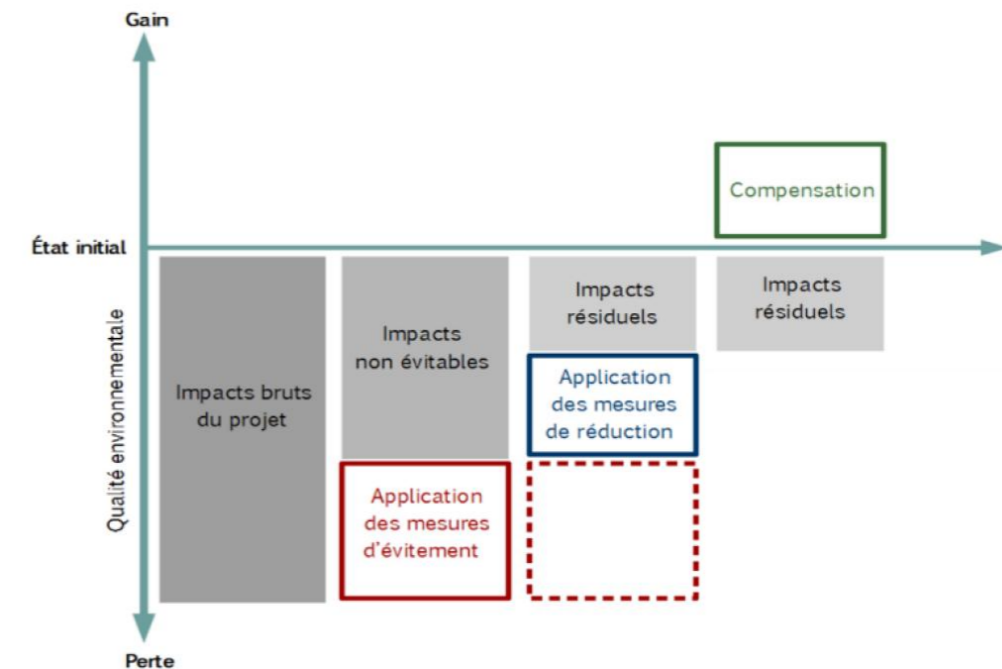 Gain
Compensation
État initial
Impacts bruts
du projet
Impacts
non évitables
Impacts
résiduels
Impacts
résiduels
Application
des mesures
de réduction
Application
des mesures
d'évitement
Qualité environnementale
Perte